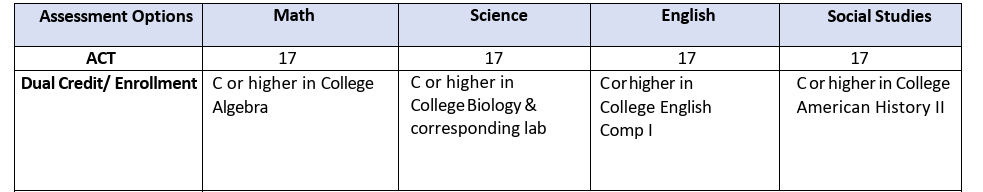 Assessment Options Math Science English Social Studies
ACT 17 17 17 17
Dual Credit/ Enrollment C or higher in College Algebra C or higher in College Biology & corresponding lab C or higher in College English Comp I C or higher in College American History II